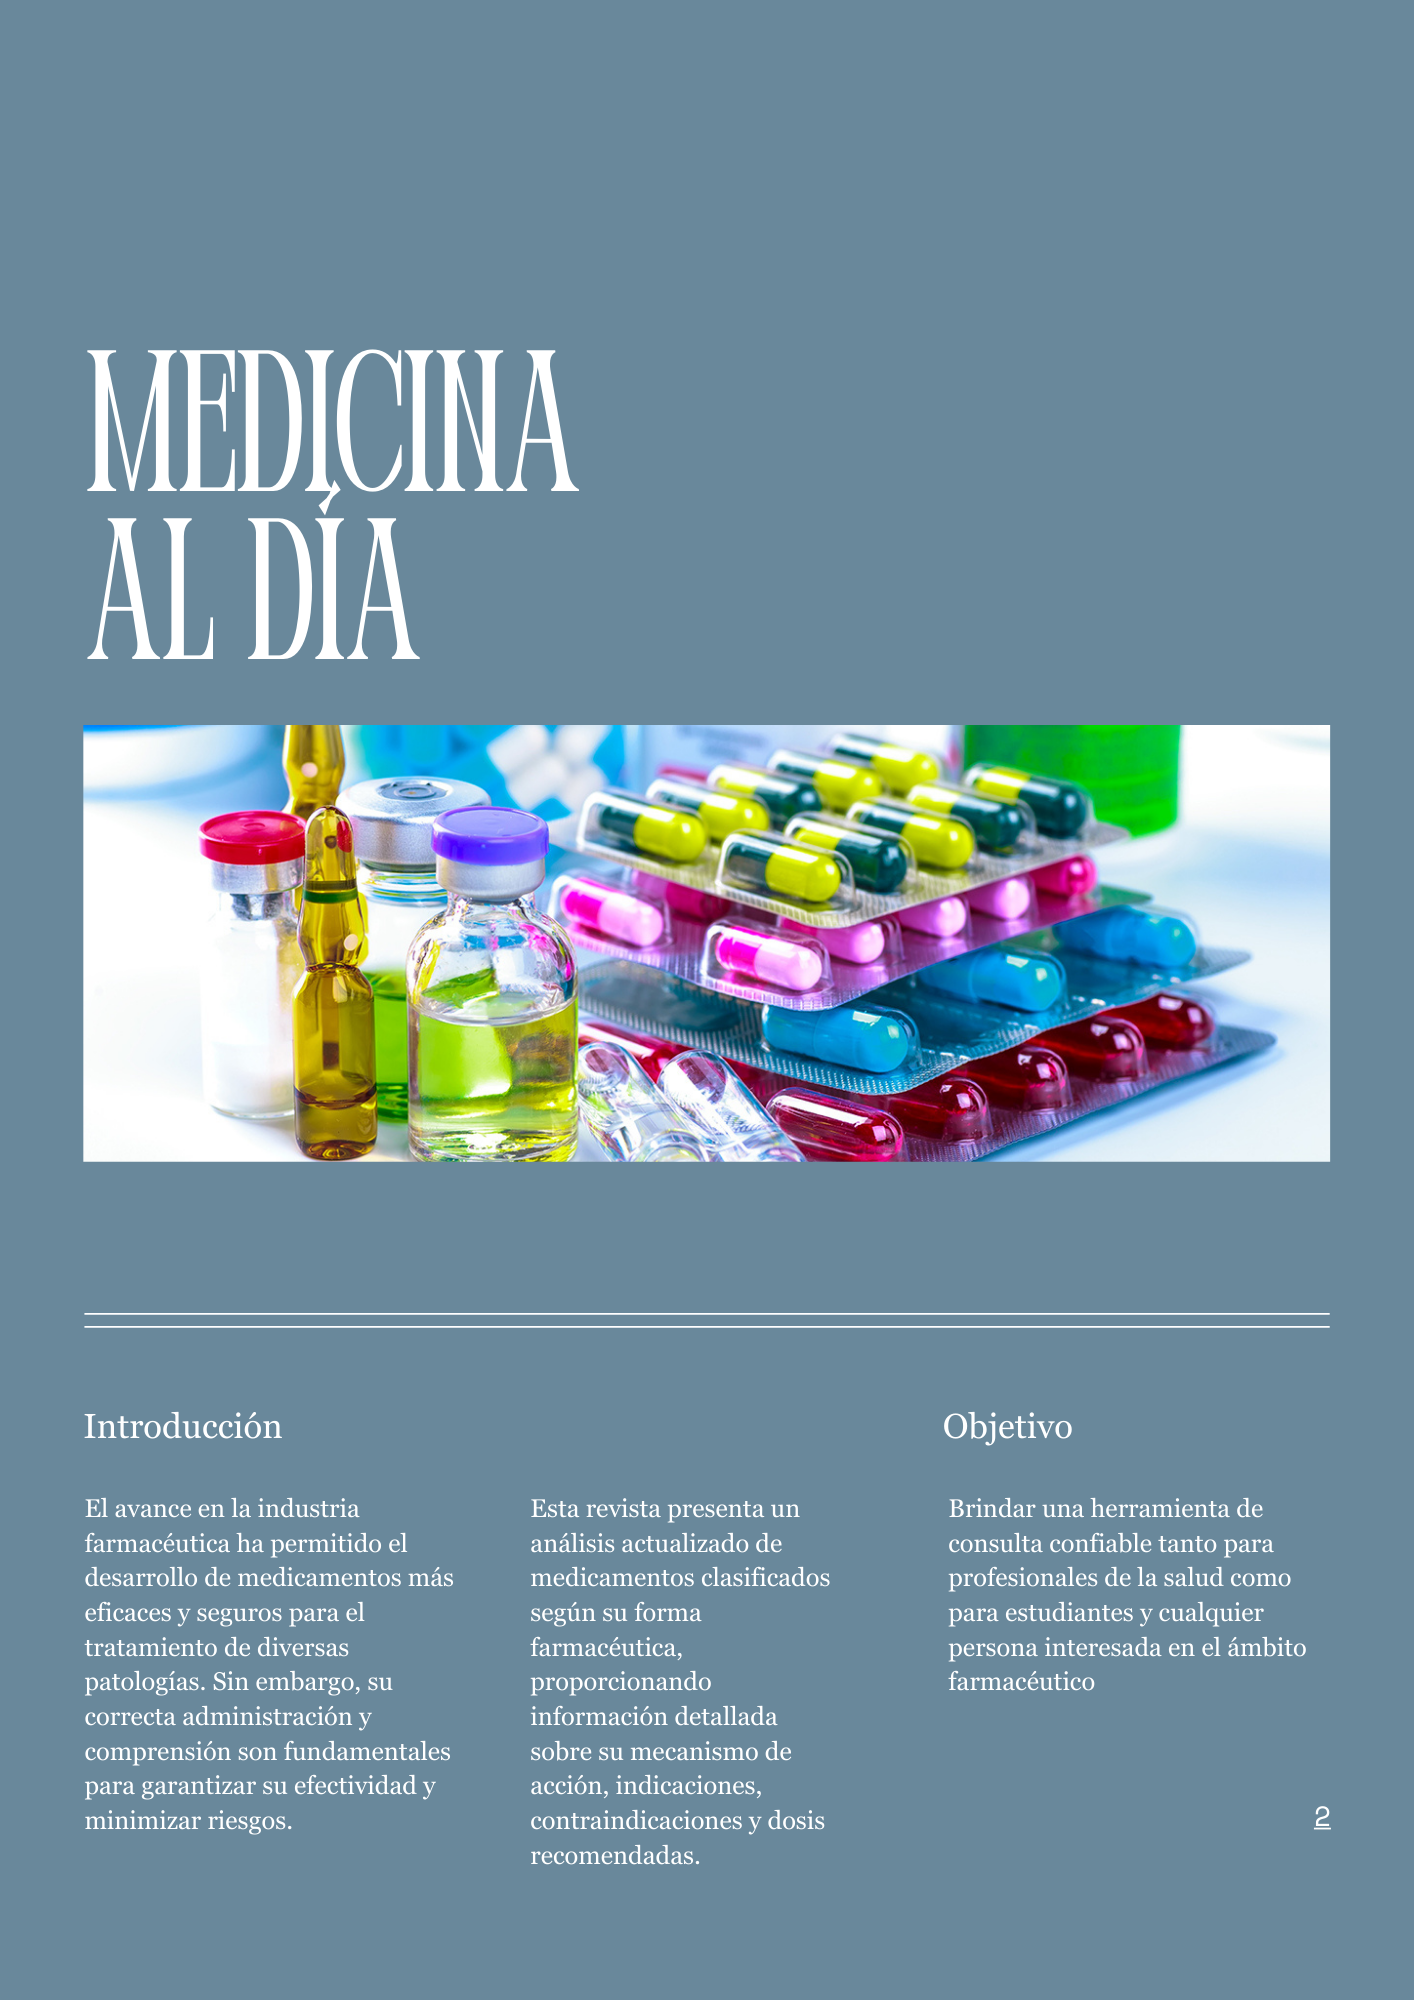 MEDICINA
AL DÍA
Introducción
El avance en la industria
farmacéutica ha permitido el
desarrollo de medicamentos más
eficaces y seguros para el
tratamiento de diversas
patologías. Sin embargo, su
correcta administración y
comprensión son fundamentales
para garantizar su efectividad y
minimizar riesgos.
Esta revista presenta un
análisis actualizado de
medicamentos clasificados
según su forma
farmacéutica,
proporcionando
información detallada
sobre su mecanismo de
acción, indicaciones,
contraindicaciones y dosis
recomendadas.
Objetivo
Brindar una herramienta de
consulta confiable tanto para
profesionales de la salud como
para estudiantes y cualquier
persona interesada en el ámbito
farmacéutico
2